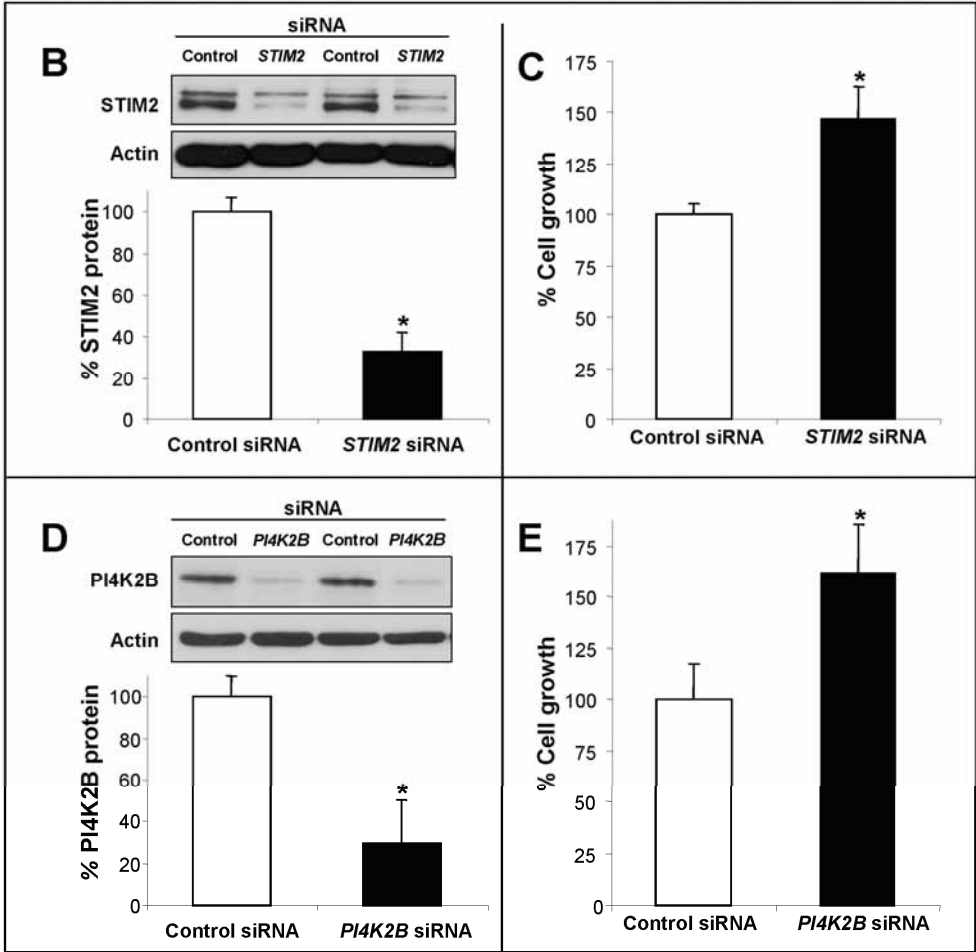 B
siRNA
Control STIM2 Control STIM2
STIM2
Actin
% STIM2 protein
100
80
60
40
20
0
*
Control siRNA STIM2 siRNA
C
% Cell growth
175
150
125
100
75
50
25
0
*
Control siRNA STIM2 siRNA
D
siRNA
Control PI4K2B Control PI4K2B
PI4K2B
Actin
% PI4K2B protein
100
80
60
40
20
0
*
Control siRNA PI4K2B siRNA
E
% Cell growth
175
150
125
100
75
50
25
0
*
Control siRNA PI4K2B siRNA